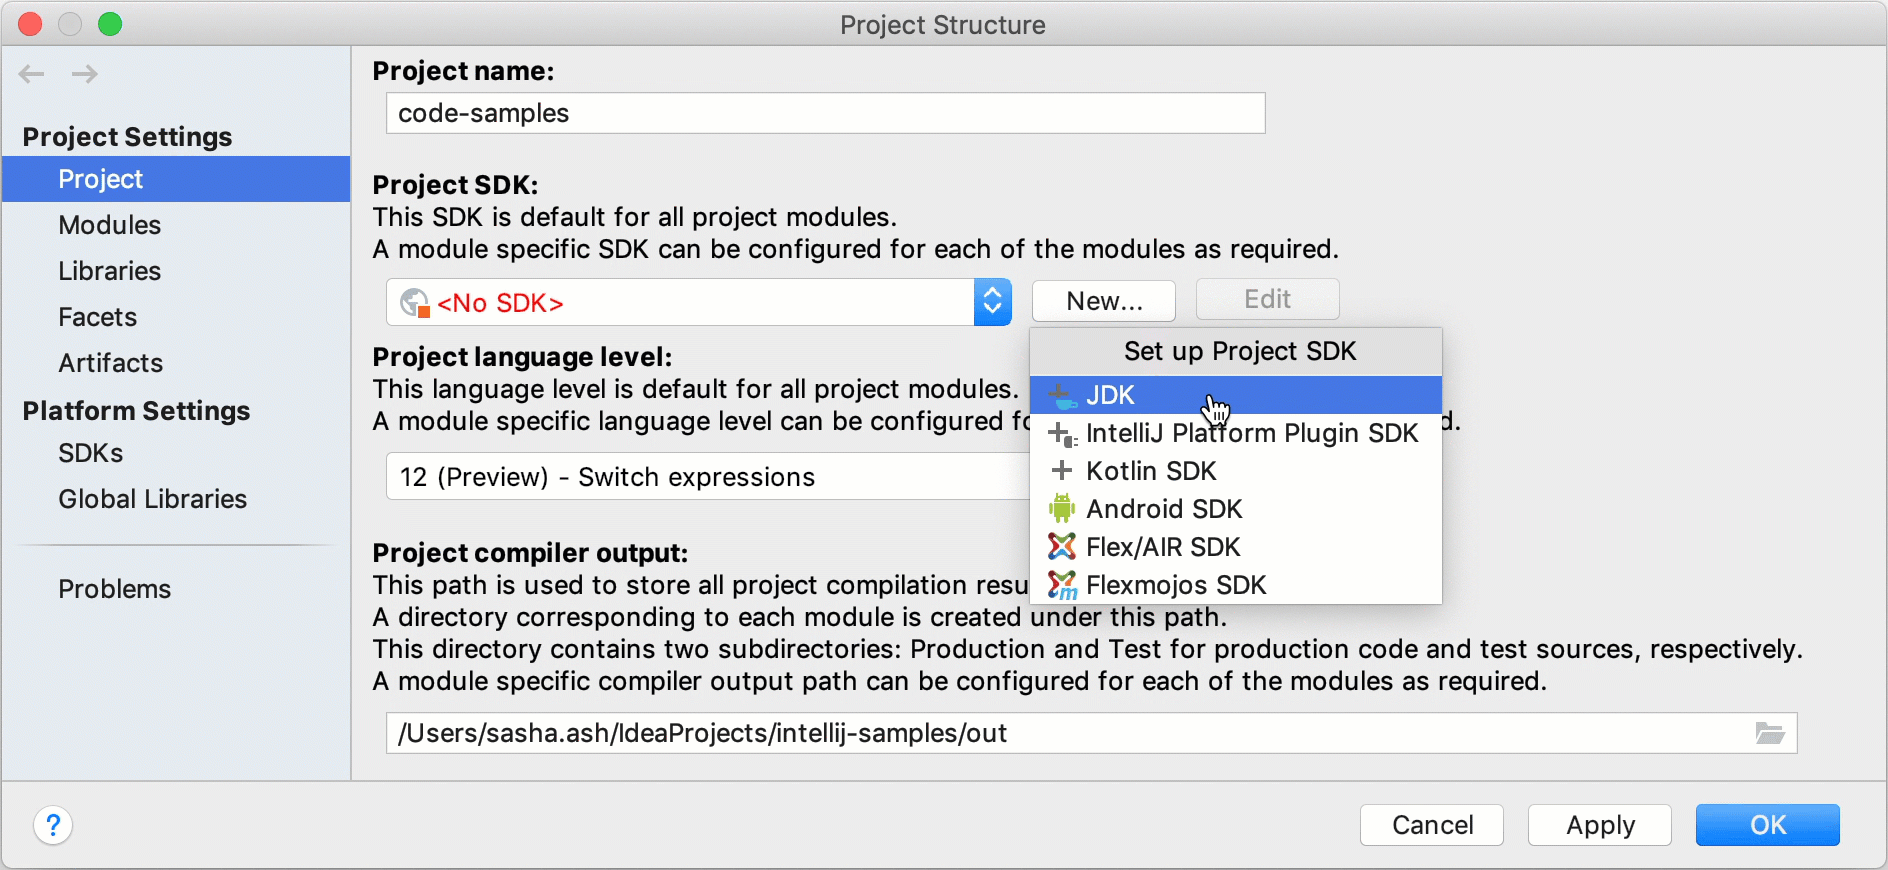 Project Structure
Project Settings
Project
Modules
Libraries
Facets
Artifacts
Platform Settings
SDKs
Global Libraries
Problems
Project name:
code-samples
Project SDK:
This SDK is default for all project modules.
A module specific SDK can be configured for each of the modules as required.
<No SDK>
New...
Edit
Set up Project SDK
JDK
IntelliJ Platform Plugin SDK
Kotlin SDK
Android SDK
Flex/AIR SDK
Flexmojos SDK
Project language level:
This language level is default for all project modules.
A module specific language level can be configured
12 (Preview) - Switch expressions
Project compiler output:
This path is used to store all project compilation
A directory corresponding to each module is created under this path.
This directory contains two subdirectories: Production and Test for production code and test sources, respectively.
A module specific compiler output path can be configured for each of the modules as required.
/Users/sasha.ash/IdeaProjects/intellij-samples/out
?
Cancel
Apply
OK